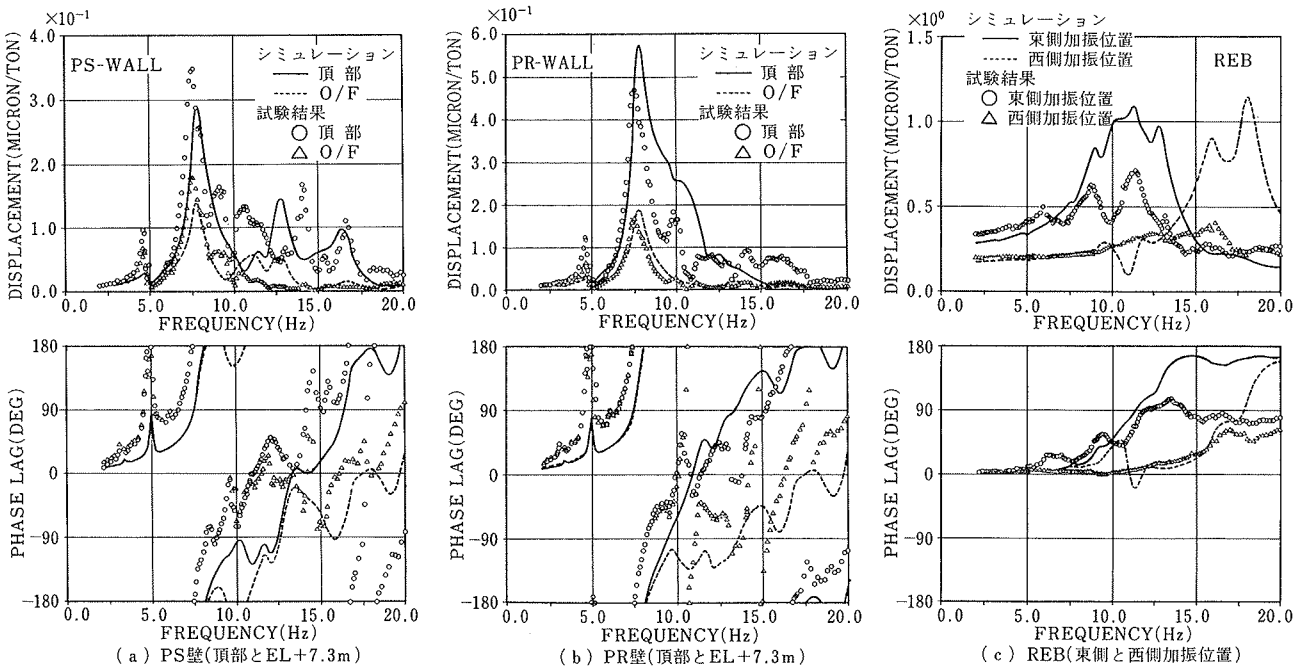 ×10⁻¹
4.0
3.0
2.0
1.0
0.0
DISPLACEMENT(MICRON/TON)
PS-WALL
シミュレーション
頂部
O/F
試験結果
頂 部
O/F
0.0 5.0 10.0 15.0 20.0
FREQUENCY(Hz)
180
90
0
-90
-180
PHASE LAG(DEG)
0.0 5.0 10.0 15.0 20.0
FREQUENCY(Hz)
(a) PS壁(頂部とEL+7.3m)
×10⁻¹
6.0
5.0
4.0
3.0
2.0
1.0
0.0
DISPLACEMENT(MICRON/TON)
PR-WALL
シミュレーション
頂部
O/F
試験結果
頂 部
O/F
0.0 5.0 10.0 15.0 20.0
FREQUENCY(Hz)
180
90
0
-90
-180
PHASE LAG(DEG)
0.0 5.0 10.0 15.0 20.0
FREQUENCY(Hz)
(b) PR壁(頂部とEL+7.3m)
×10⁰
1.5
1.0
0.5
0.0
DISPLACEMENT(MICRON/TON)
シミュレーション
東側加振位置
西側加振位置
REB
試験結果
東側加振位置
西側加振位置
0.0 5.0 10.0 15.0 20.0
FREQUENCY(Hz)
180
90
0
-90
-180
PHASE LAG(DEG)
0.0 5.0 10.0 15.0 20.0
FREQUENCY(Hz)
(c) REB(東側と西側加振位置)